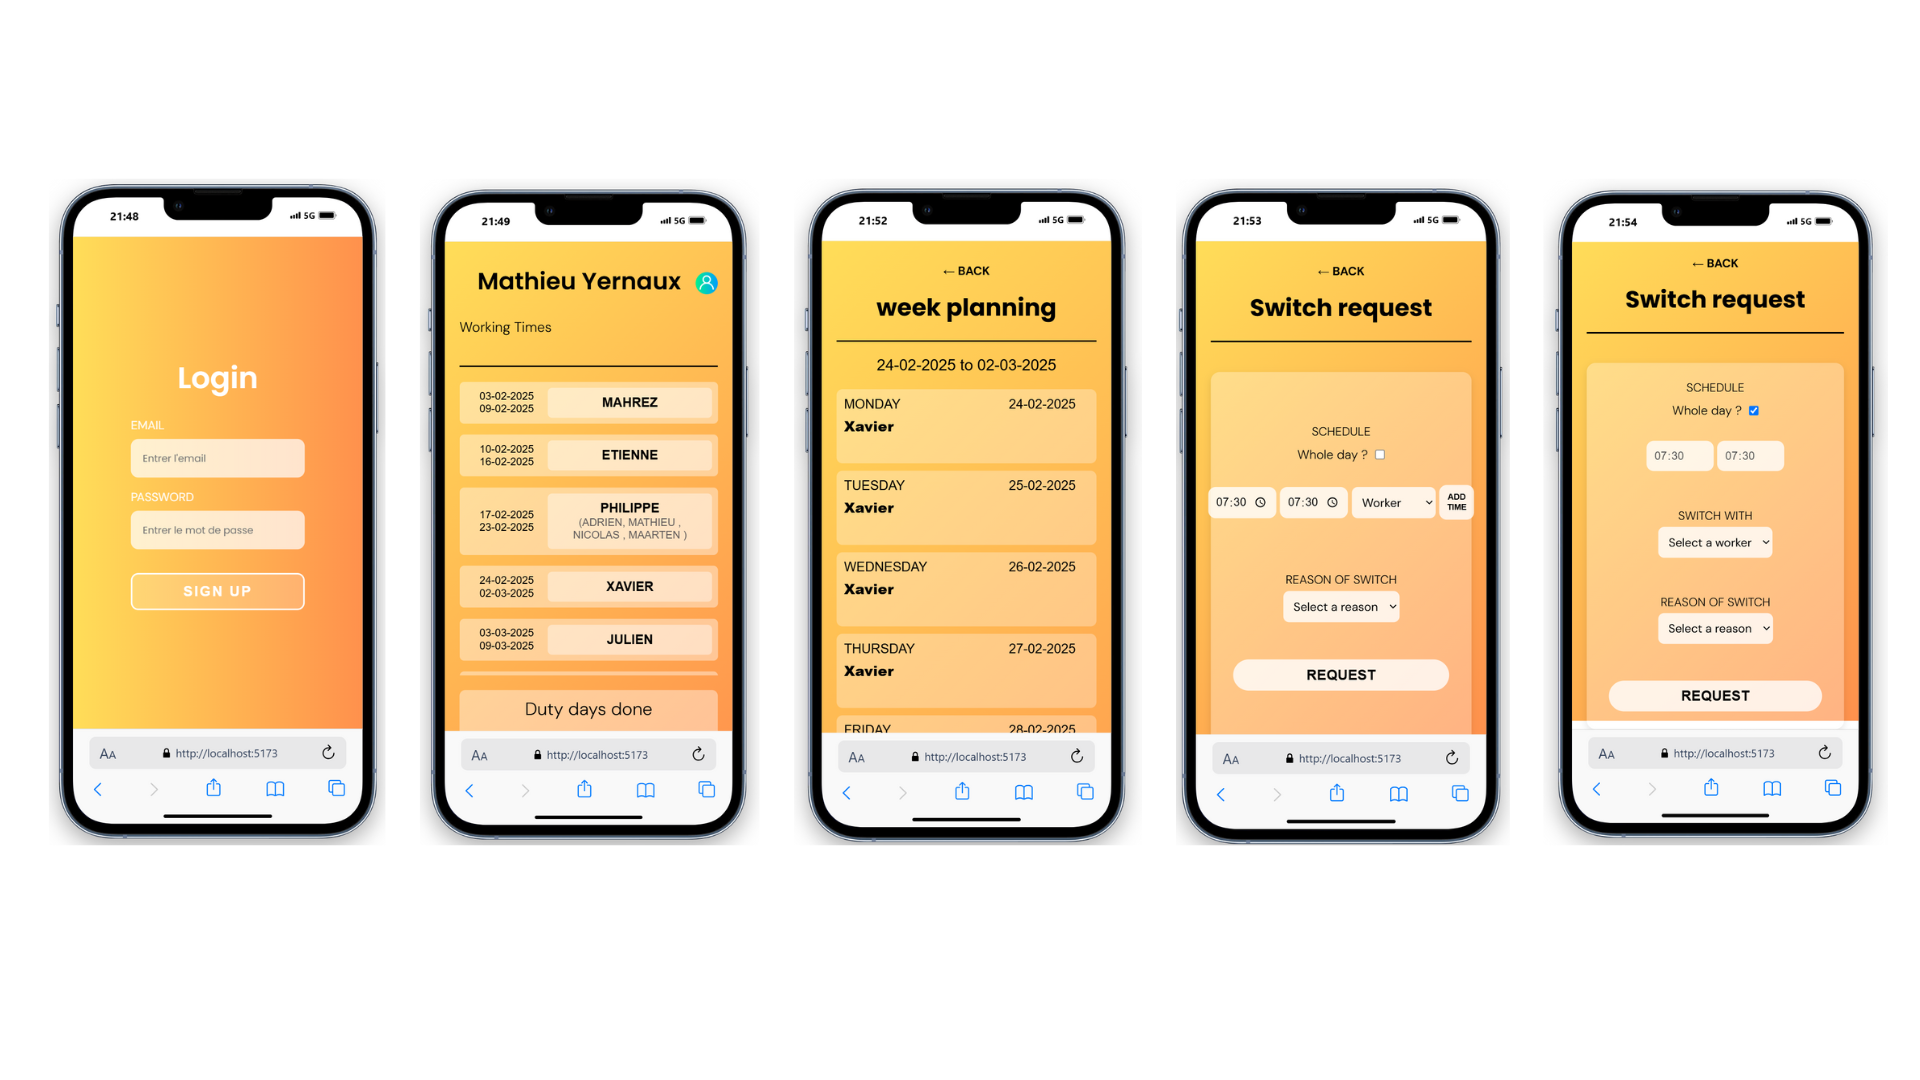 21:48
5G
Login
EMAIL
Entrer l'email
PASSWORD
Entrer le mot de passe
SIGN UP
AA
http://localhost:5173
21:49
5G
Mathieu Yernaux
Working Times
03-02-2025
09-02-2025
MAHREZ
10-02-2025
16-02-2025
ETIENNE
17-02-2025
23-02-2025
PHILIPPE
(ADRIEN, MATHIEU ,
NICOLAS , MAARTEN )
24-02-2025
02-03-2025
XAVIER
03-03-2025
09-03-2025
JULIEN
Duty days done
AA
http://localhost:5173
21:52
5G
← BACK
week planning
24-02-2025 to 02-03-2025
MONDAY 24-02-2025
Xavier
TUESDAY 25-02-2025
Xavier
WEDNESDAY 26-02-2025
Xavier
THURSDAY 27-02-2025
Xavier
FRIDAY 28-02-2025
AA
http://localhost:5173
21:53
5G
← BACK
Switch request
SCHEDULE
Whole day ?
07:30 07:30 Worker ADD
TIME
REASON OF SWITCH
Select a reason
REQUEST
AA
http://localhost:5173
21:54
5G
← BACK
Switch request
SCHEDULE
Whole day ?
07:30 07:30
SWITCH WITH
Select a worker
REASON OF SWITCH
Select a reason
REQUEST
AA
http://localhost:5173